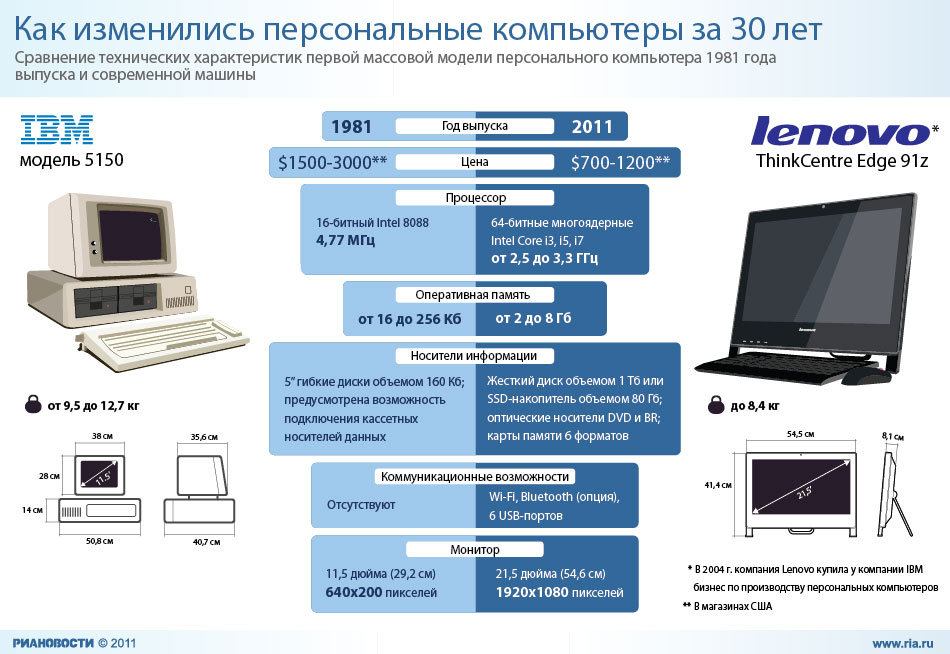 Как изменились персональные компьютеры за 30 лет
Сравнение технических характеристик первой массовой модели персонального компьютера 1981 года
выпуска и современной машины
IBM
модель 5150
lenovo*
ThinkCentre Edge 91z
1981 Год выпуска 2011
$1500-3000** Цена $700-1200**
Процессор
16-битный Intel 8088
4,77 МГц
64-битные многоядерные
Intel Core i3, i5, i7
от 2,5 до 3,3 ГГц
Оперативная память
от 16 до 256 Кб
от 2 до 8 Гб
Носители информации
5” гибкие диски объемом 160 Кб;
предусмотрена возможность
подключения кассетных
носителей данных
Жесткий диск объемом 1 Тб или
SSD-накопитель объемом 80 Гб;
оптические носители DVD и BR;
карты памяти 6 форматов
Коммуникационные возможности
Отсутствуют
Wi-Fi, Bluetooth (опция),
6 USB-портов
Монитор
11,5 дюйма (29,2 см)
640x200 пикселей
21,5 дюйма (54,6 см)
1920x1080 пикселей
от 9,5 до 12,7 кг
38 см
35,6 см
28 см
11,5"
14 см
50,8 см
40,7 см
lenovo
до 8,4 кг
54,5 см
8,1 см
41,4 см
21,5"
* В 2004 г. компания Lenovo купила у компании IBM
бизнес по производству персональных компьютеров
** В магазинах США
РИАНОВОСТИ © 2011
www.ria.ru